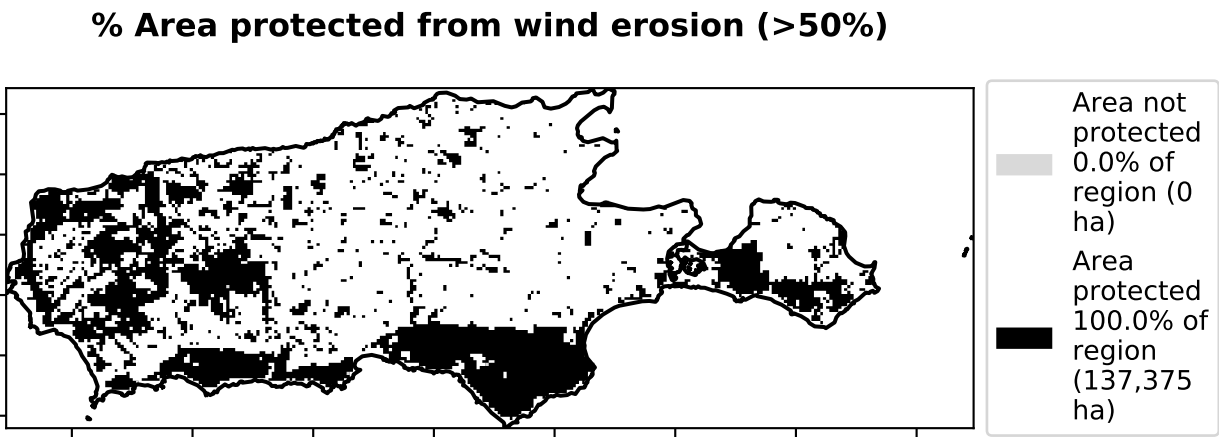 % Area protected from wind erosion (>50%)
Area not
protected
0.0% of
region (0
ha)
Area
protected
100.0% of
region
(137,375
ha)